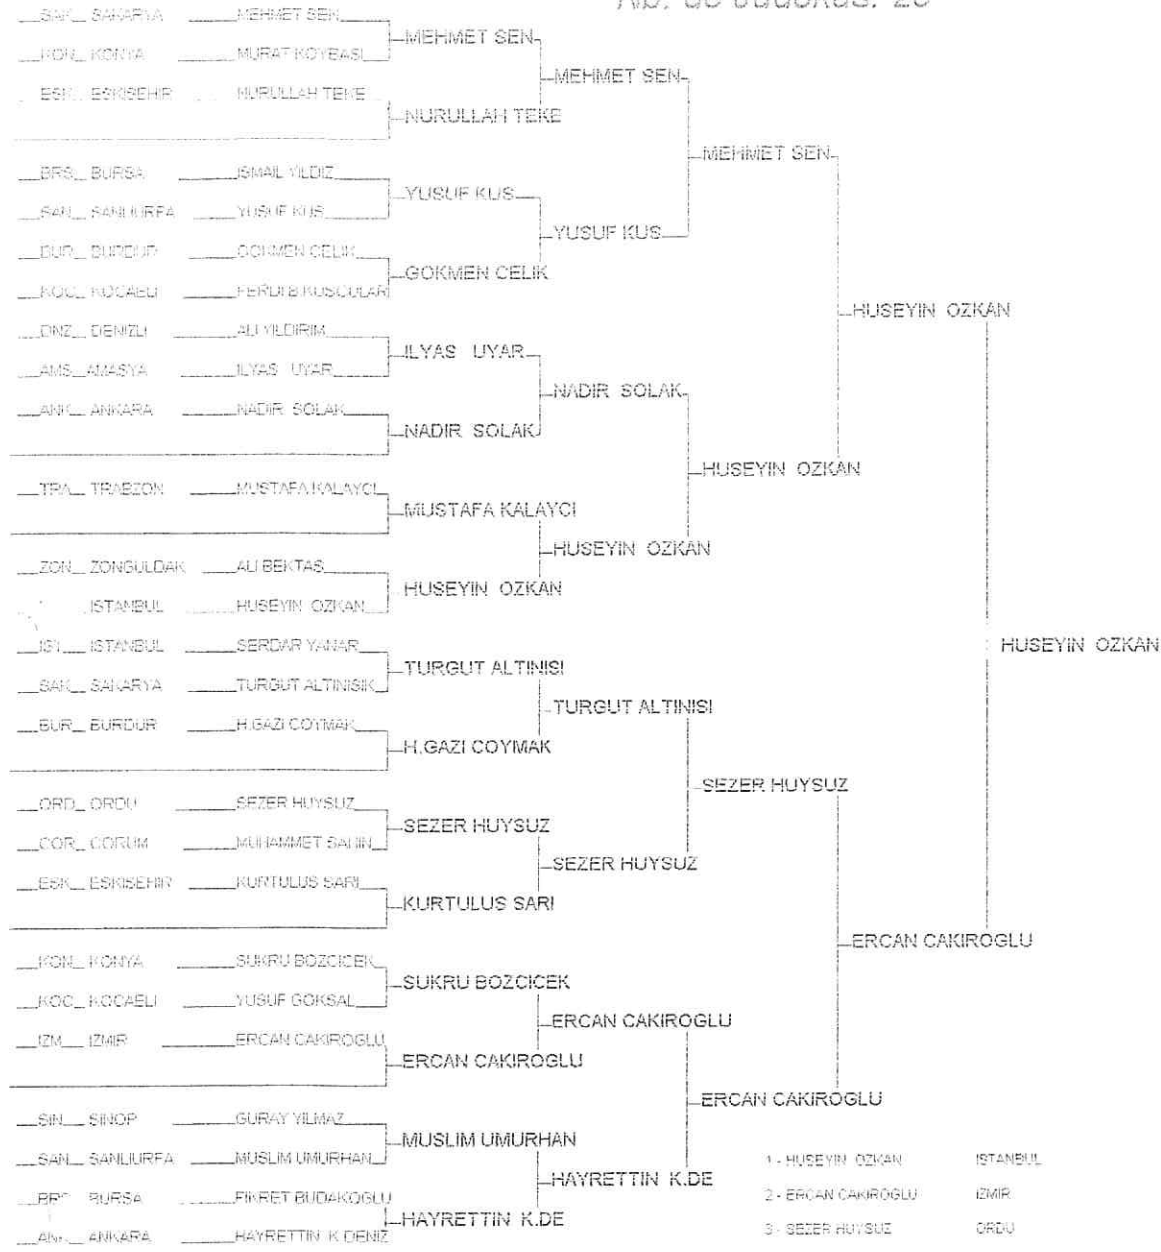 Nb. de Judokas: 26
SAK SAKARYA MEHMET SEN
MEHMET SEN
KON KONYA MURAT KOYBASI
MEHMET SEN
ESK ESKISEHIR NURULLAH TEKE
NURULLAH TEKE
MEHMET SEN
BRS BURSA ISMAIL YILDIZ
YUSUF KUS
SAN SANLIURFA YUSUF KUS
YUSUF KUS
BUR BURDUR GOKMEN CELIK
GOKMEN CELIK
KOC KOCAELI FERDI B.KUSCULAR
HUSEYIN OZKAN
DNZ DENIZLI ALI YILDIRIM
ILYAS UYAR
AMS AMASYA ILYAS UYAR
NADIR SOLAK
ANK ANKARA NADIR SOLAK
NADIR SOLAK
HUSEYIN OZKAN
TRA TRABZON MUSTAFA KALAYCI
MUSTAFA KALAYCI
HUSEYIN OZKAN
ZON ZONGULDAK ALI BEKTAS
HUSEYIN OZKAN
ISTANBUL HUSEYIN OZKAN
IST ISTANBUL SERDAR YANAR
HUSEYIN OZKAN
TURGUT ALTINISI
SAK SAKARYA TURGUT ALTINISIK
TURGUT ALTINISI
BUR BURDUR H.GAZI COYMAK
H.GAZI COYMAK
SEZER HUYSUZ
ORD ORDU SEZER HUYSUZ
SEZER HUYSUZ
COR CORUM MUHAMMET SAHIN
SEZER HUYSUZ
ESK ESKISEHIR KURTULUS SARI
KURTULUS SARI
ERCAN CAKIROGLU
KON KONYA SUKRU BOZCICEK
SUKRU BOZCICEK
KOC KOCAELI YUSUF GOKSAL
ERCAN CAKIROGLU
IZM IZMIR ERCAN CAKIROGLU
ERCAN CAKIROGLU
ERCAN CAKIROGLU
SIN SINOP GURAY YILMAZ
MUSLIM UMURHAN
SAN SANLIURFA MUSLIM UMURHAN
1 - HUSEYIN OZKAN ISTANBUL
HAYRETTIN K.DE
BRS BURSA FIKRET BUDAKOGLU
2 - ERCAN CAKIROGLU IZMIR
HAYRETTIN K.DE
ANK ANKARA HAYRETTIN K.DENIZ
3 - SEZER HUYSUZ ORDU